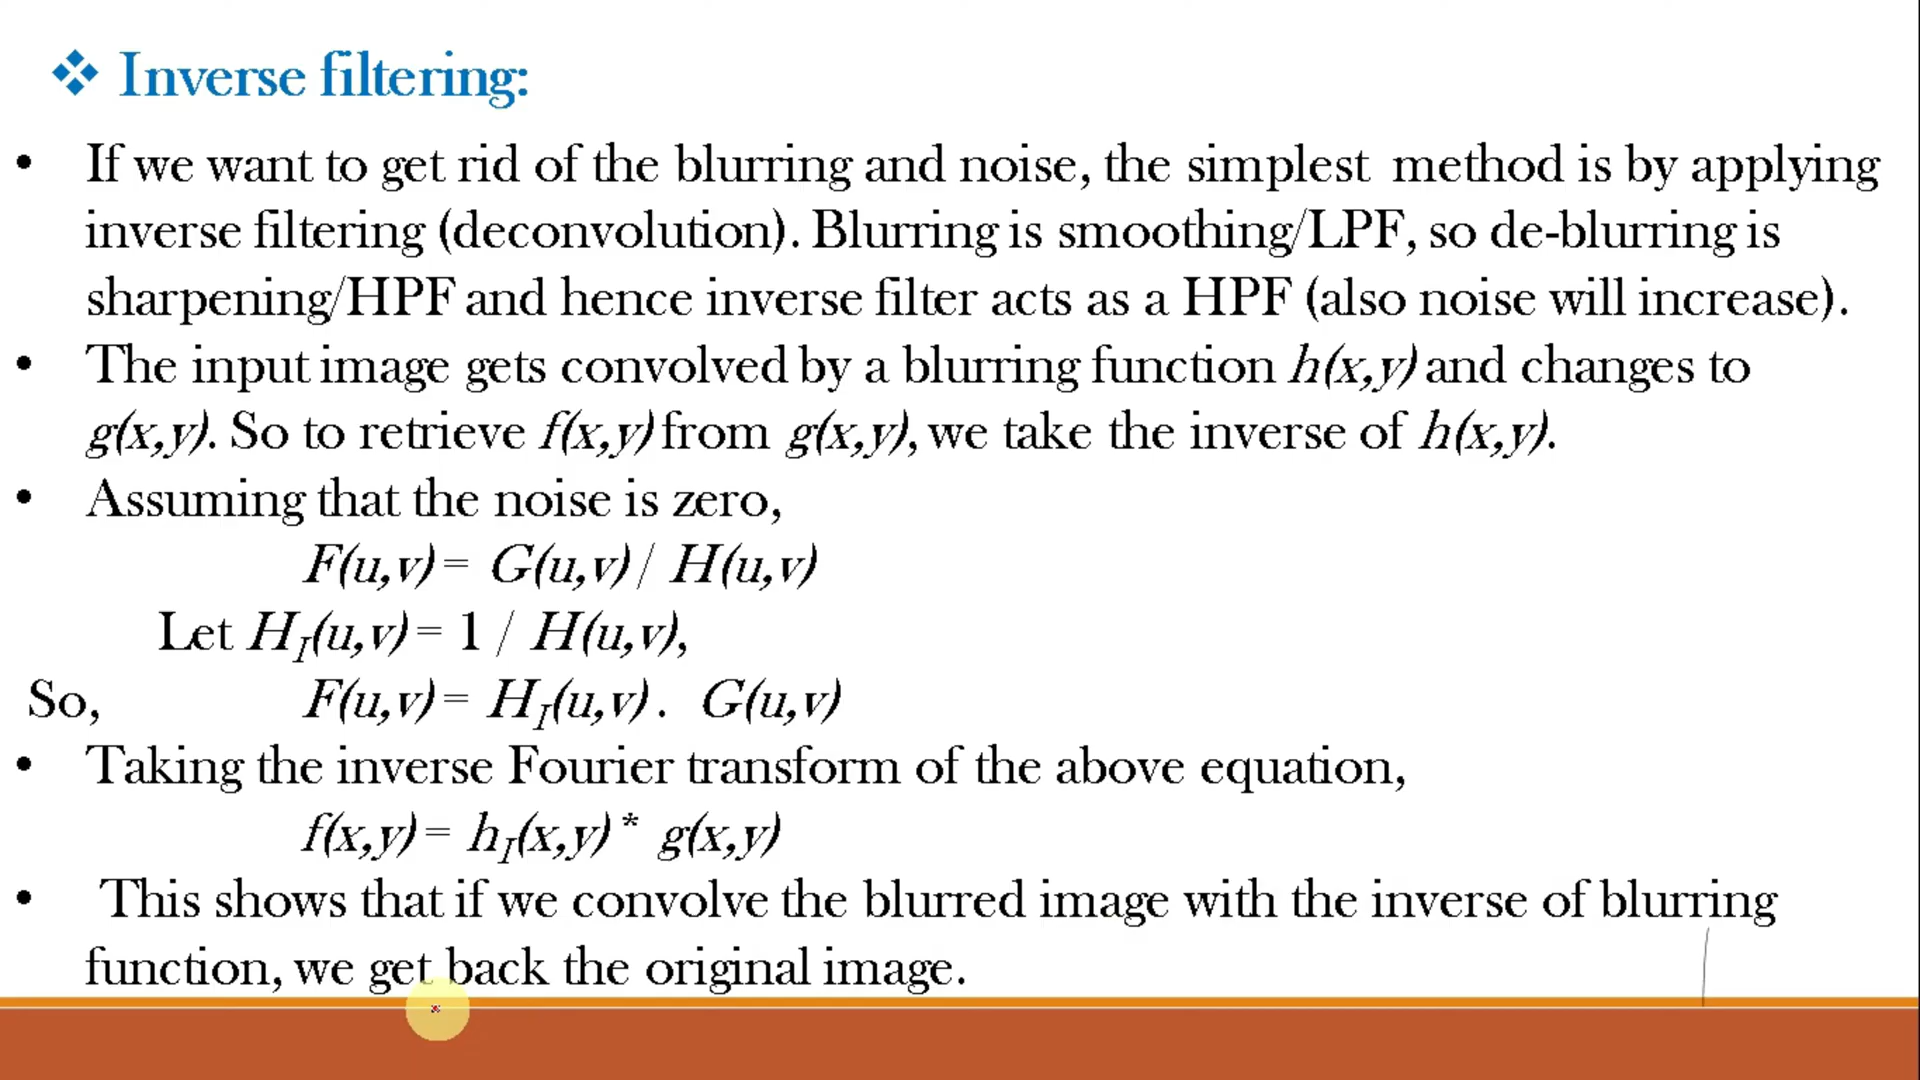 ❖ Inverse filtering:
• If we want to get rid of the blurring and noise, the simplest method is by applying
inverse filtering (deconvolution). Blurring is smoothing/LPF, so de-blurring is
sharpening/HPF and hence inverse filter acts as a HPF (also noise will increase).
• The input image gets convolved by a blurring function h(x,y) and changes to
g(x,y). So to retrieve f(x,y) from g(x,y), we take the inverse of h(x,y).
• Assuming that the noise is zero,
F(u,v) = G(u,v) / H(u,v)
Let H_I(u,v) = 1 / H(u,v),
So, F(u,v) = H_I(u,v) . G(u,v)
• Taking the inverse Fourier transform of the above equation,
f(x,y) = h_I(x,y) * g(x,y)
• This shows that if we convolve the blurred image with the inverse of blurring
function, we get back the original image.